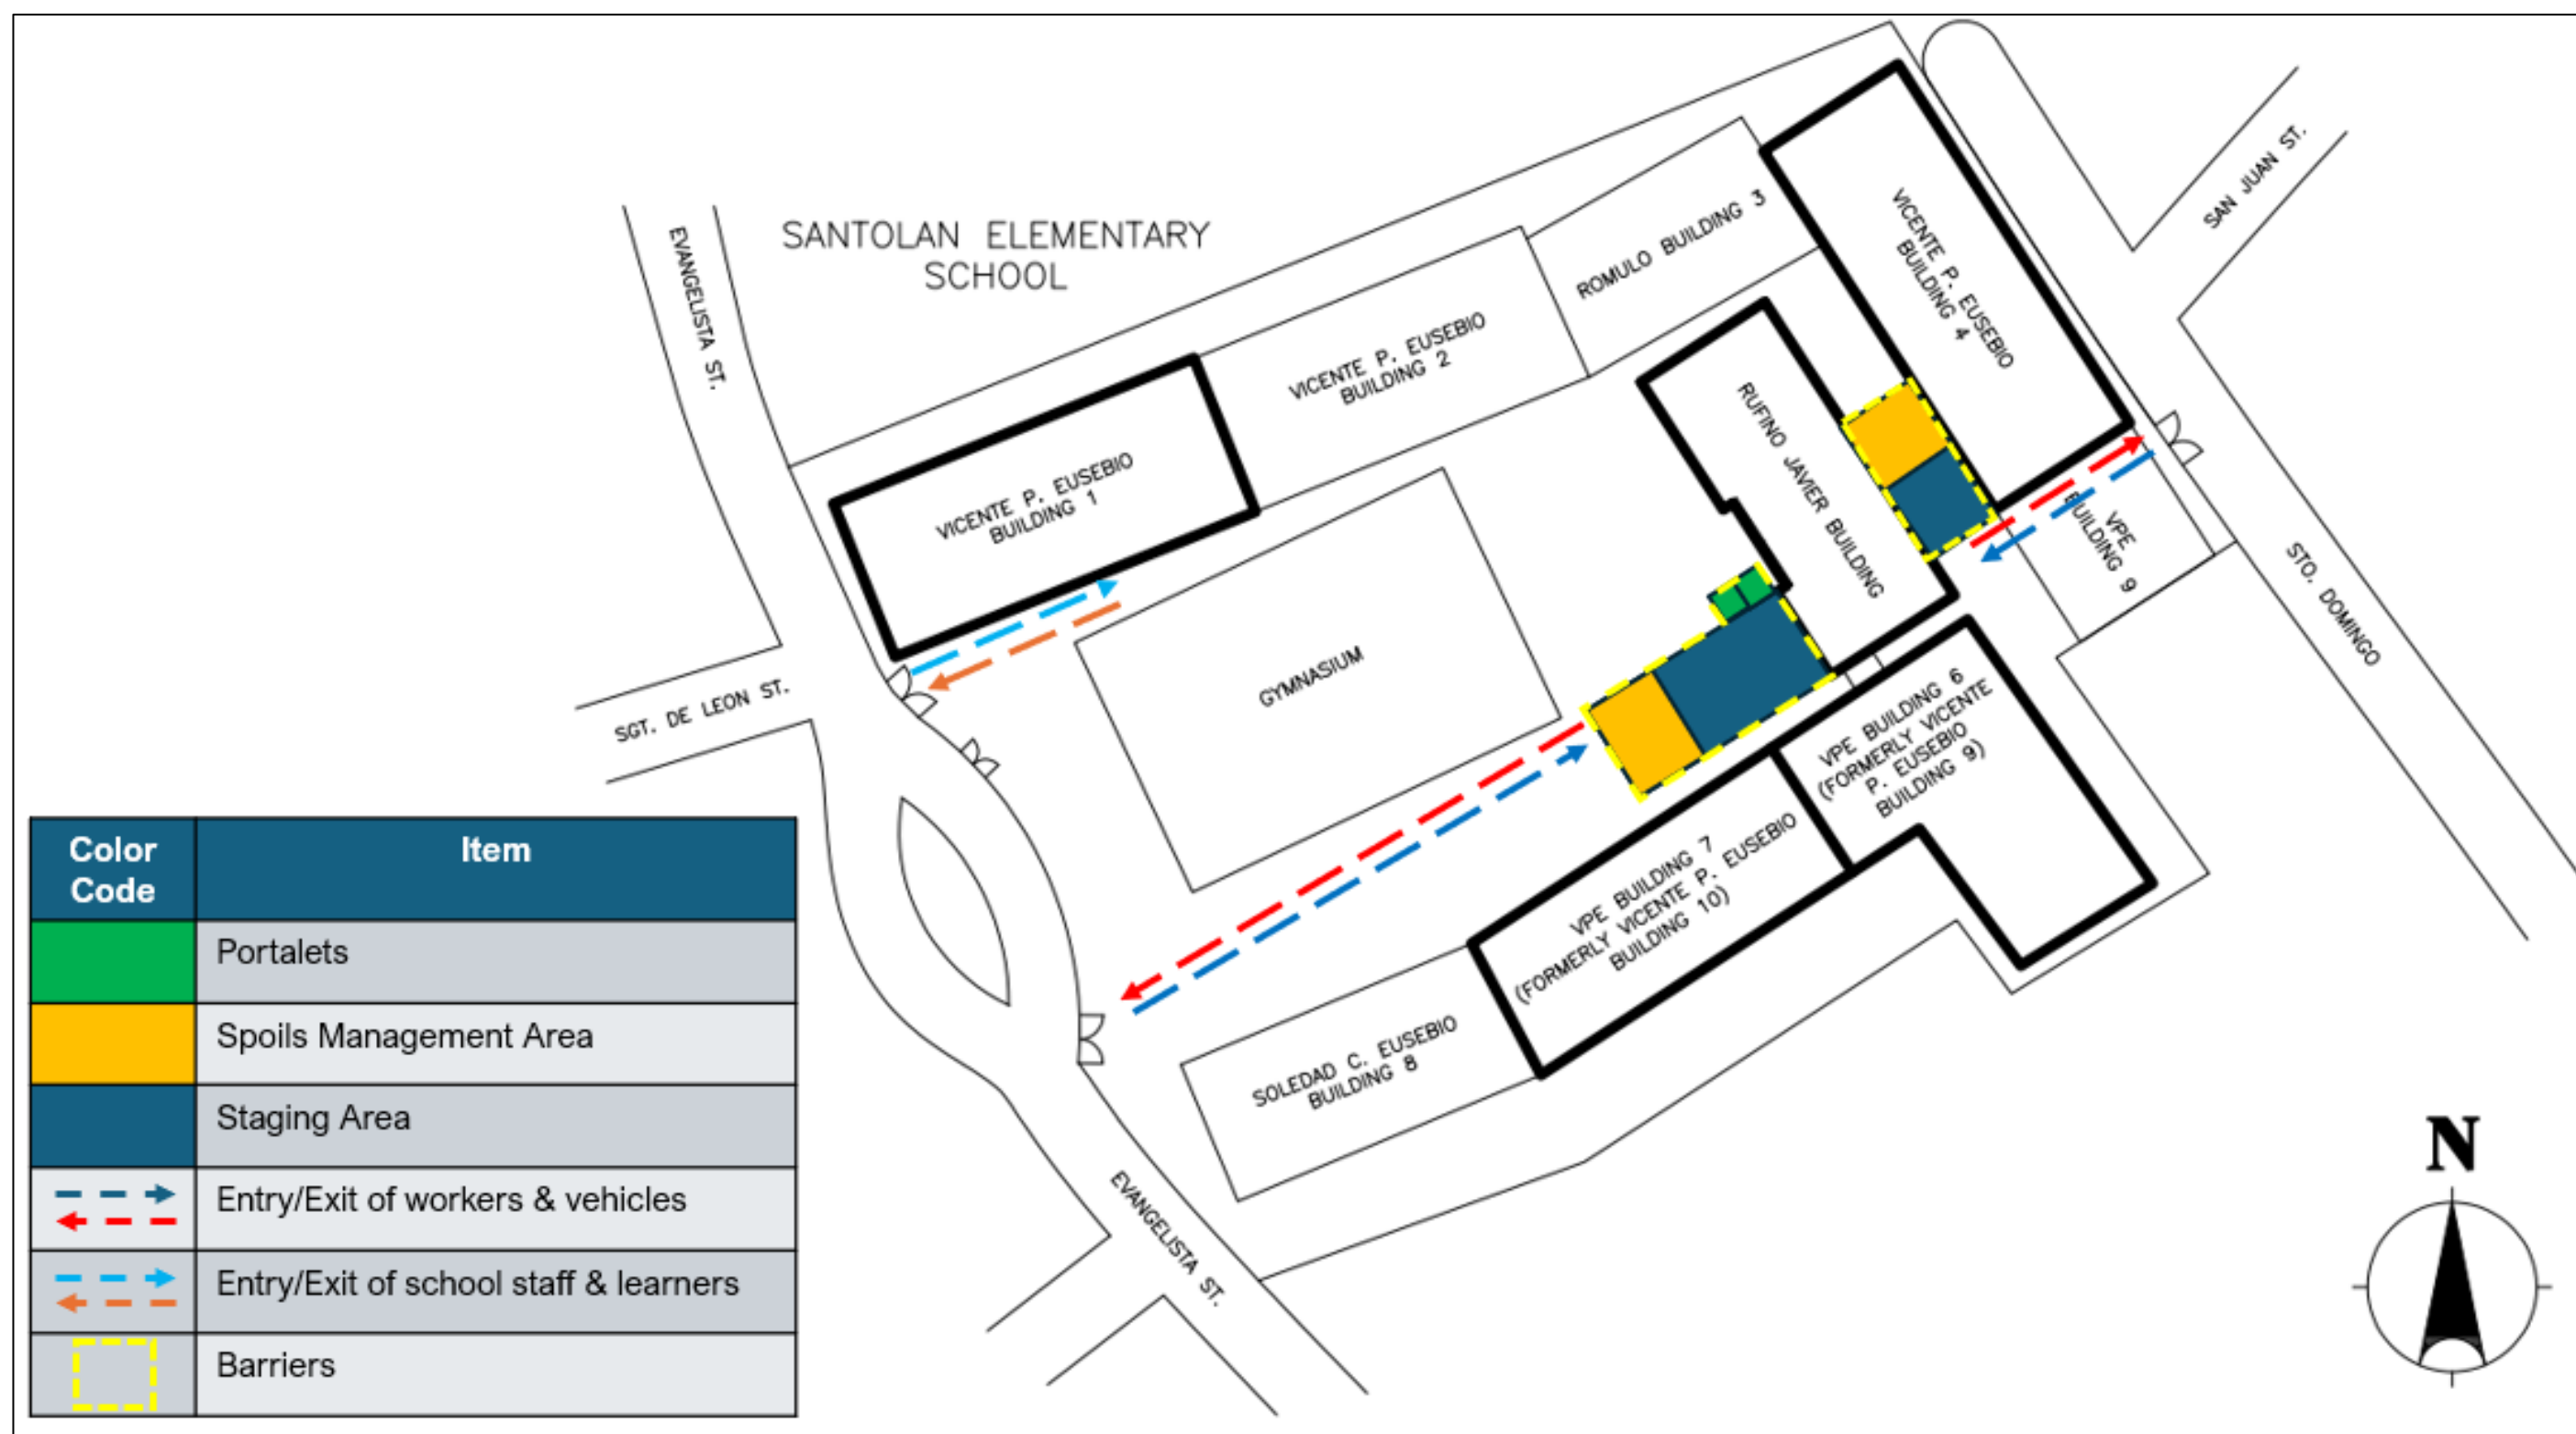 SANTOLAN ELEMENTARY
SCHOOL
EVANGELISTA ST.
SGT. DE LEON ST.
VICENTE P. EUSEBIO
BUILDING 1
VICENTE P. EUSEBIO
BUILDING 2
ROMULO BUILDING 3
VICENTE P. EUSEBIO
BUILDING 4
SAN JUAN ST.
RUFINO JAVIER BUILDING
VPE
BUILDING 9
STO. DOMINGO
GYMNASIUM
VPE BUILDING 6
(FORMERLY VICENTE
P. EUSEBIO
BUILDING 9)
VPE BUILDING 7
(FORMERLY VICENTE P. EUSEBIO
BUILDING 10)
SOLEDAD C. EUSEBIO
BUILDING 8
EVANGELISTA ST.
N
Color
Code
Item
Portalets
Spoils Management Area
Staging Area
Entry/Exit of workers & vehicles
Entry/Exit of school staff & learners
Barriers